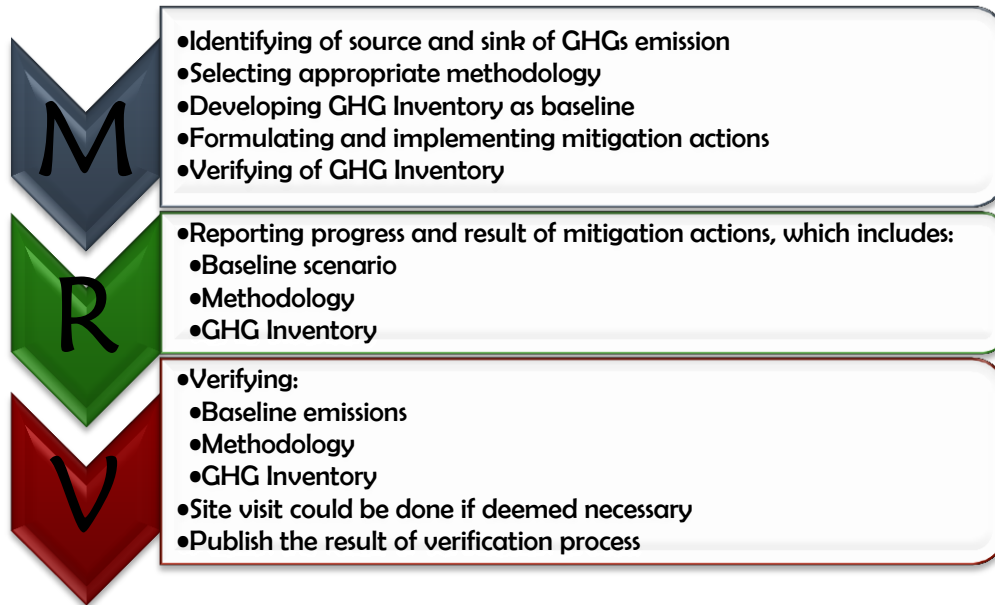 M
•Identifying of source and sink of GHGs emission
•Selecting appropriate methodology
•Developing GHG Inventory as baseline
•Formulating and implementing mitigation actions
•Verifying of GHG Inventory
R
•Reporting progress and result of mitigation actions, which includes:
•Baseline scenario
•Methodology
•GHG Inventory
V
•Verifying:
•Baseline emissions
•Methodology
•GHG Inventory
•Site visit could be done if deemed necessary
•Publish the result of verification process